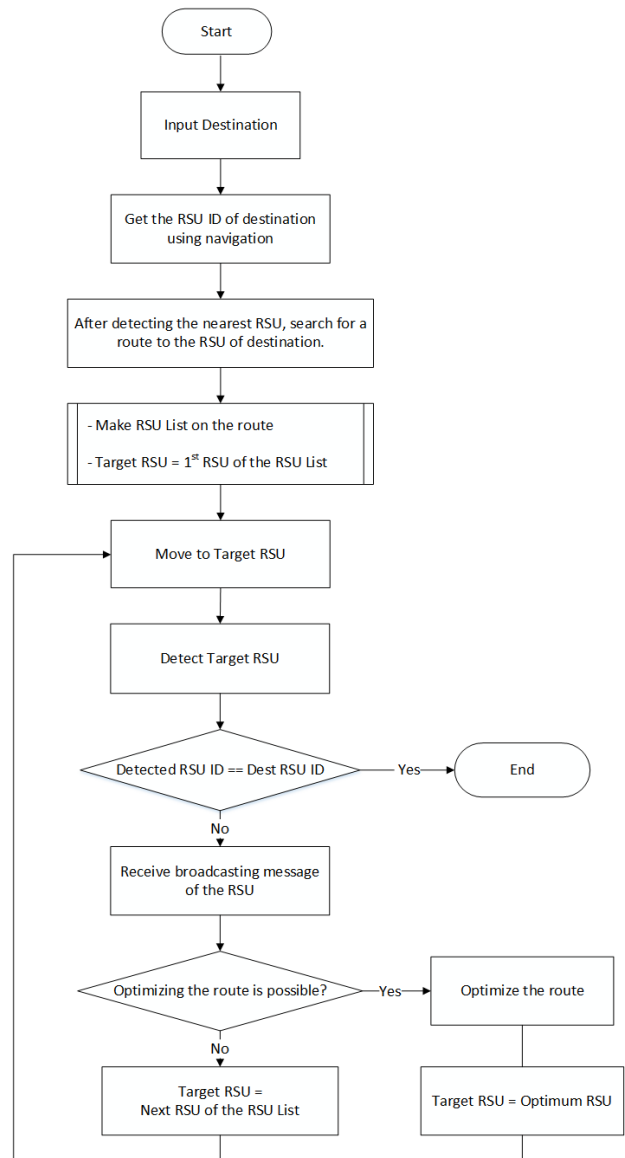 Start
Input Destination
Get the RSU ID of destination
using navigation
After detecting the nearest RSU, search for a
route to the RSU of destination.
- Make RSU List on the route
- Target RSU = 1st RSU of the RSU List
Move to Target RSU
Detect Target RSU
Detected RSU ID == Dest RSU ID
Yes
End
No
Receive broadcasting message
of the RSU
Optimizing the route is possible?
Yes
Optimize the route
No
Target RSU =
Next RSU of the RSU List
Target RSU = Optimum RSU